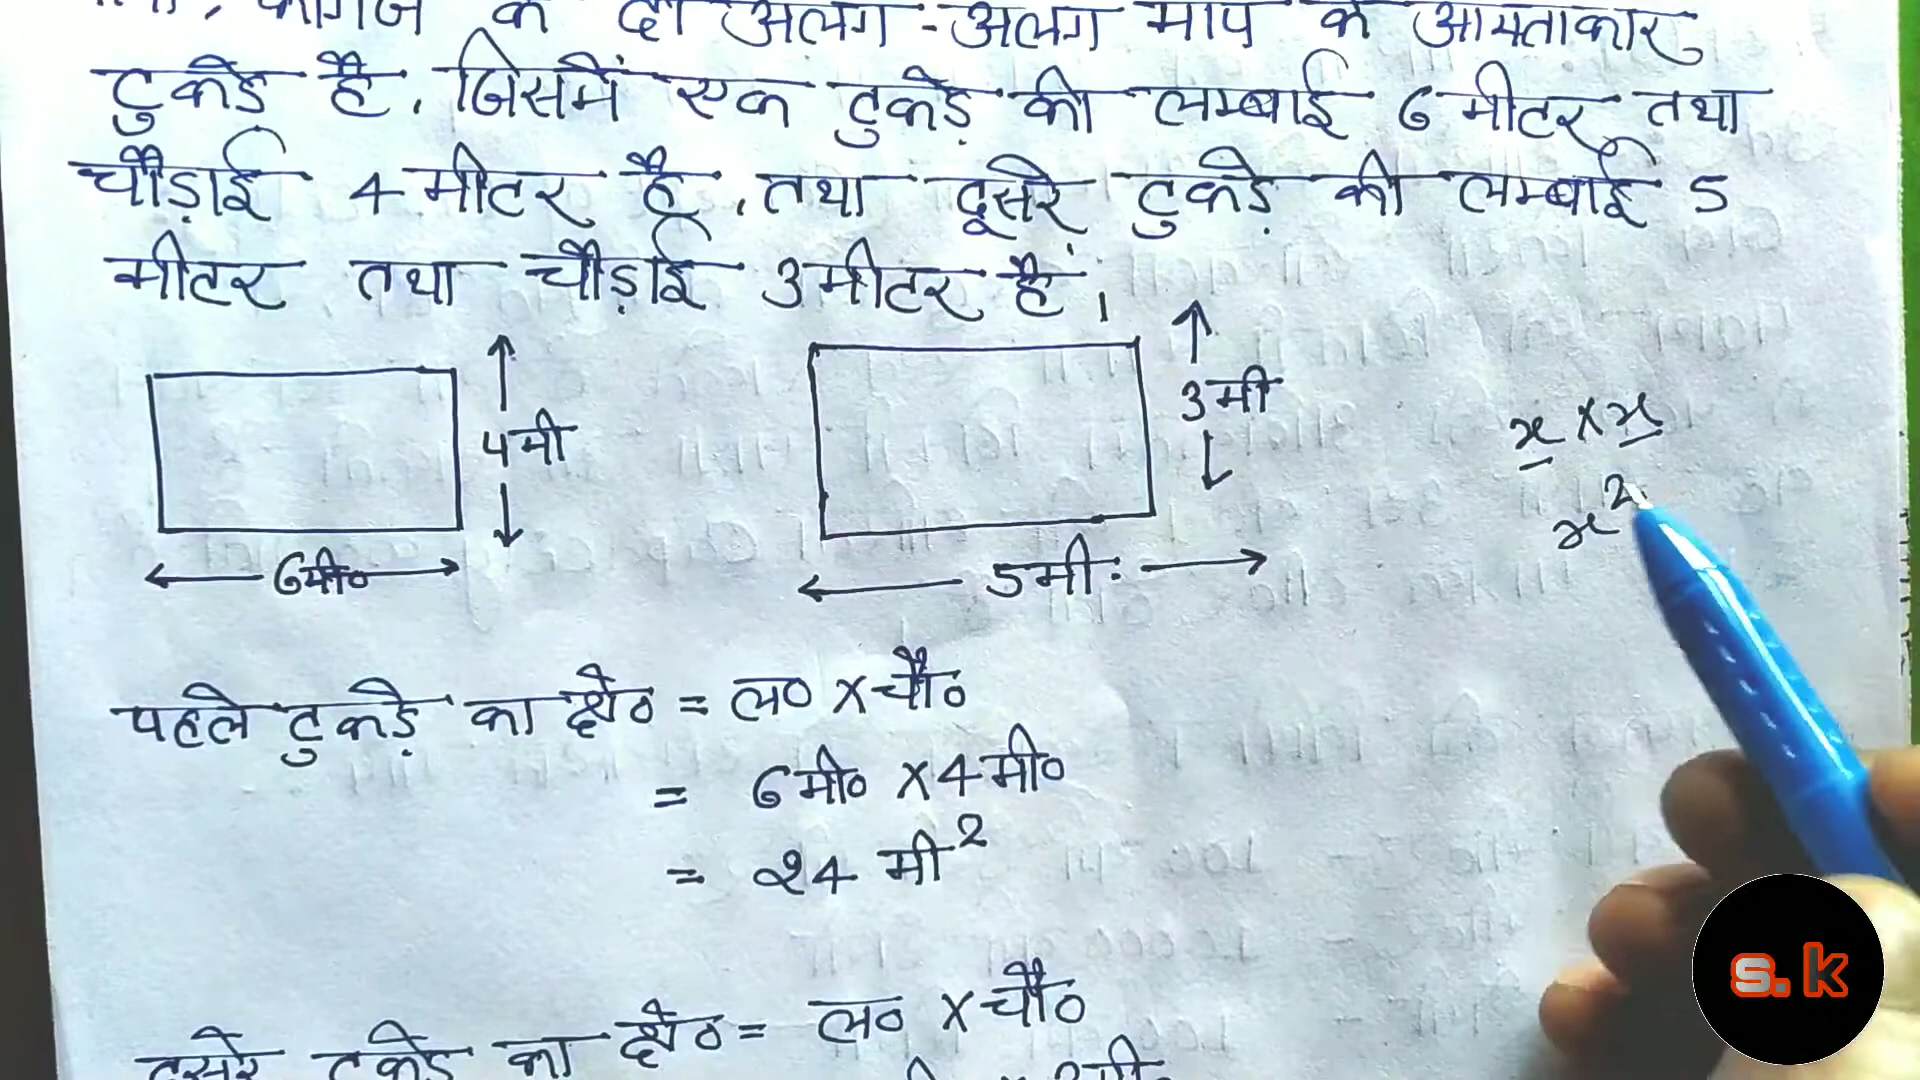 कागज के दो अलग-अलग माप के आयताकार
टुकड़े है, जिसमें एक टुकड़े की लम्बाई 6 मीटर तथा
चौड़ाई 4 मीटर है, तथा दूसरे टुकड़े की लम्बाई 5
मीटर तथा चौड़ाई 3 मीटर है।
4मी
6मी०
3मी
5मी:
x × x
x²
पहले टुकड़े का क्षे० = ल० × चौ०
= 6मी० × 4मी०
= 24 मी²
दूसरे टुकड़े का क्षे० = ल० × चौ०
s.k